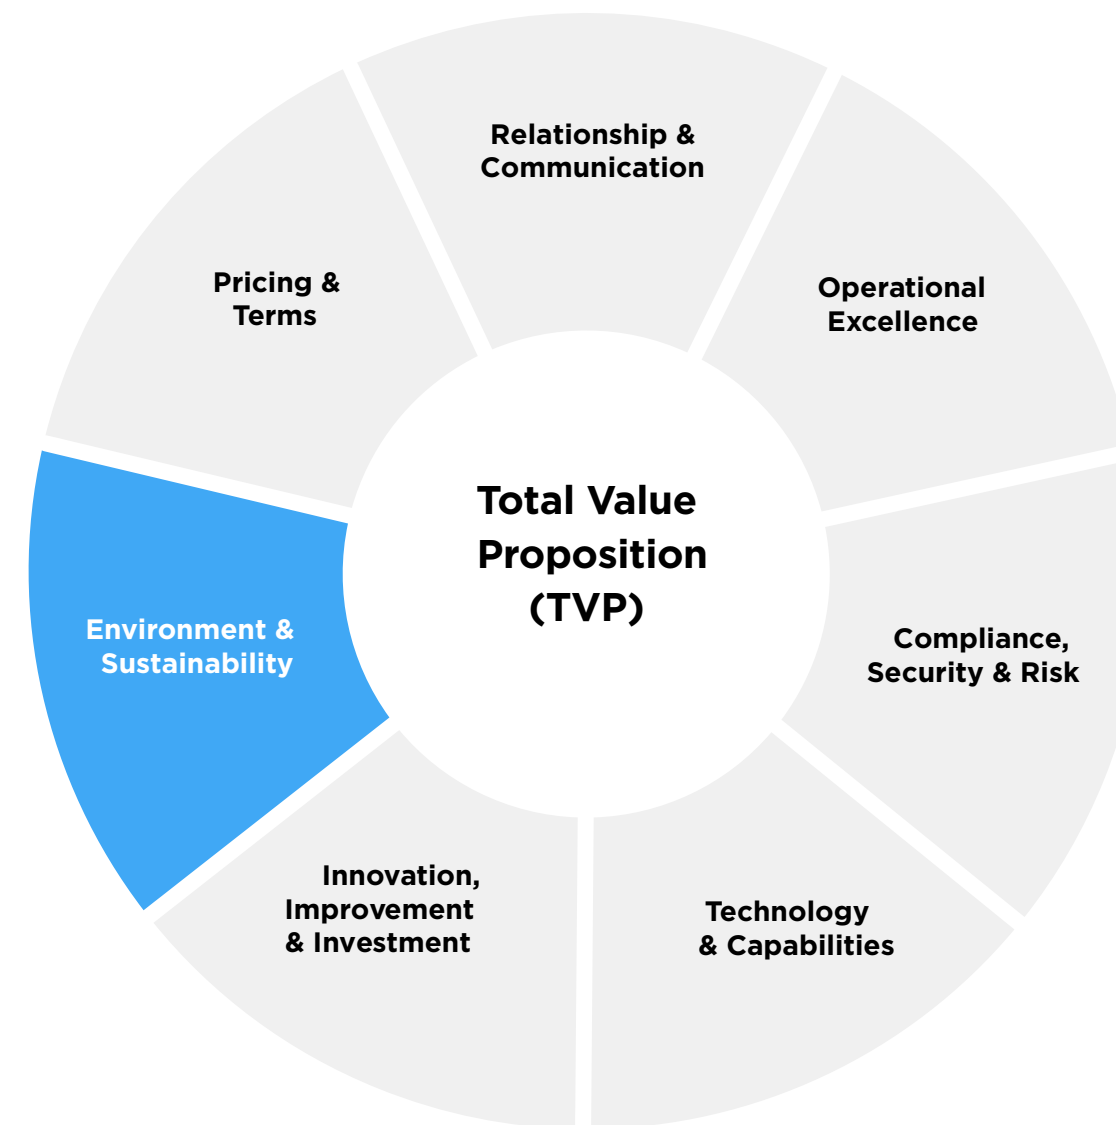 Relationship &
Communication
Pricing &
Terms
Operational
Excellence
Total Value
Proposition
(TVP)
Environment &
Sustainability
Compliance,
Security & Risk
Innovation,
Improvement
& Investment
Technology
& Capabilities